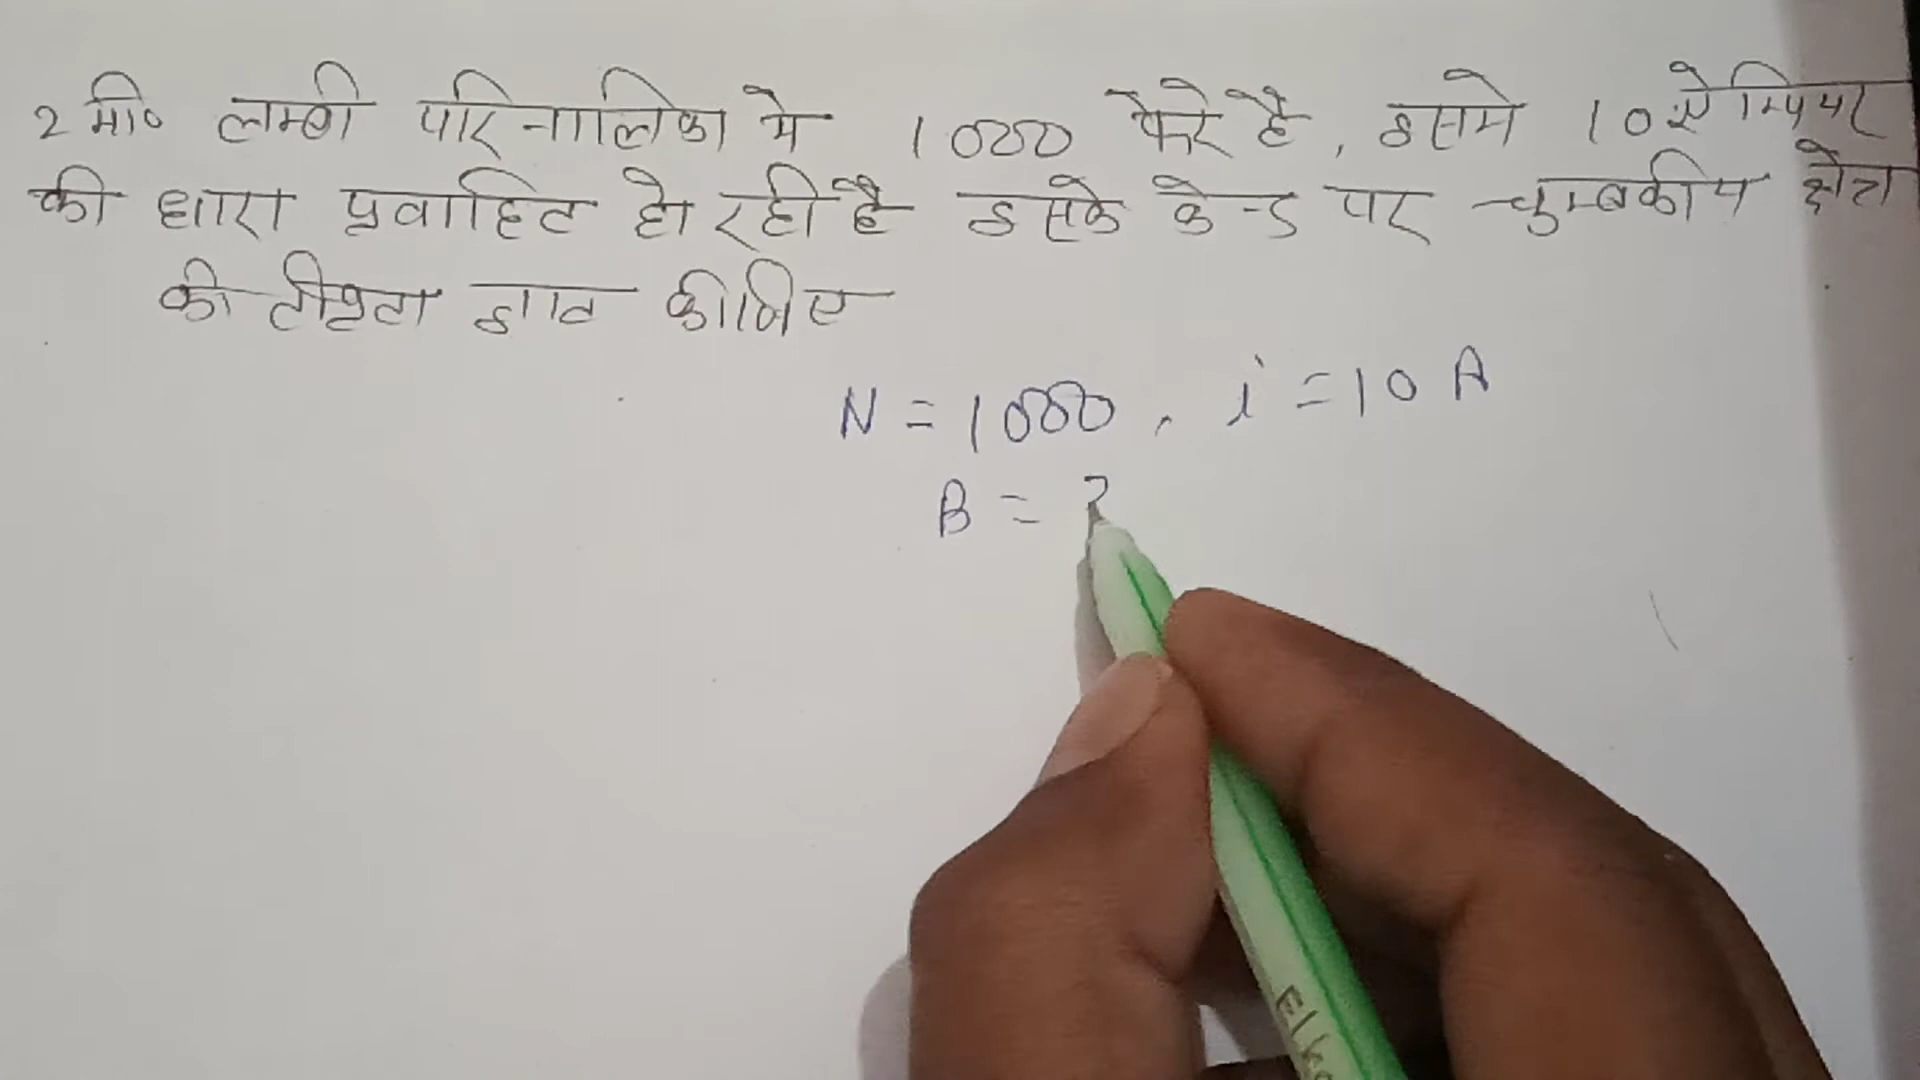 2 मी० लम्बी परिनालिका मे 1000 फेरे है, इसमे 10 ऐम्पियर
की धारा प्रवाहित हो रही है इसके केन्द्र पर चुम्बकीय क्षेत्र
की तीव्रता ज्ञात कीजिए
N = 1000, i = 10 A
B = ?